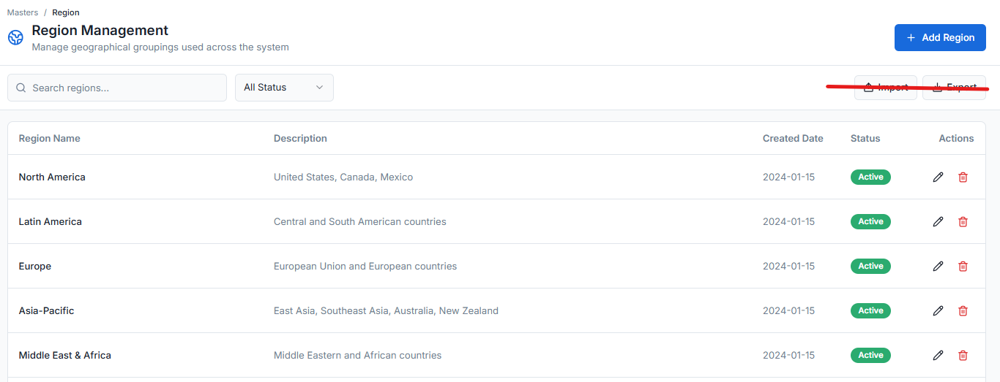 Masters / Region
Region Management
Manage geographical groupings used across the system
+ Add Region
Search regions...
All Status
Import
Export
Region Name Description Created Date Status Actions
North America United States, Canada, Mexico 2024-01-15 Active
Latin America Central and South American countries 2024-01-15 Active
Europe European Union and European countries 2024-01-15 Active
Asia-Pacific East Asia, Southeast Asia, Australia, New Zealand 2024-01-15 Active
Middle East & Africa Middle Eastern and African countries 2024-01-15 Active